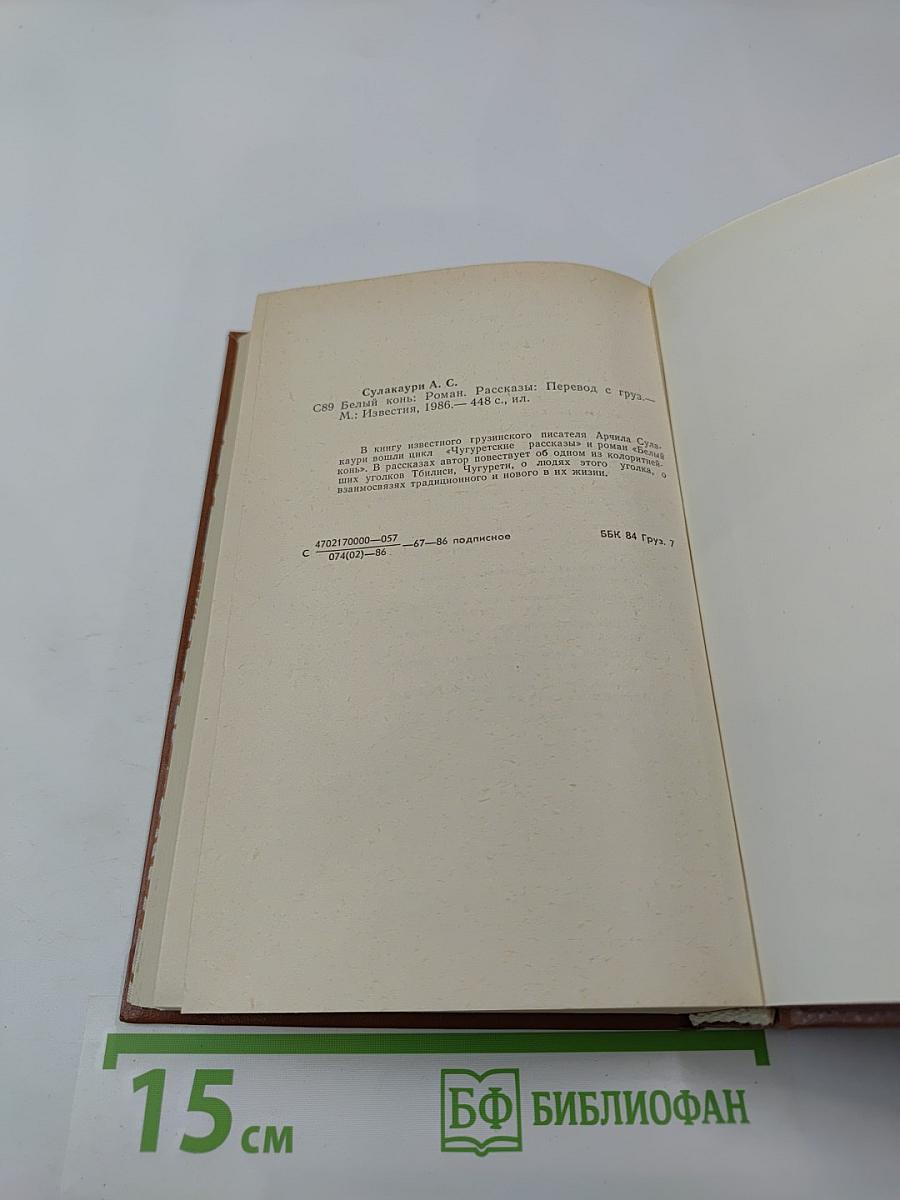 Сулакаури А. С.
С89 Белый конь: Роман. Рассказы: Перевод с груз.—
М.: Известия, 1986.— 448 с., ил.
В книгу известного грузинского писателя Арчила Сула-
каури вошли цикл «Чугуретские рассказы» и роман «Белый
конь». В рассказах автор повествует об одном из колоритней-
ших уголков Тбилиси, Чугурети, о людях этого уголка, о
взаимосвязях традиционного и нового в их жизни.
4702170000—057
С —67—86 подписное ББК 84 Груз. 7
074(02)—86
15 см БФ БИБЛИОФАН